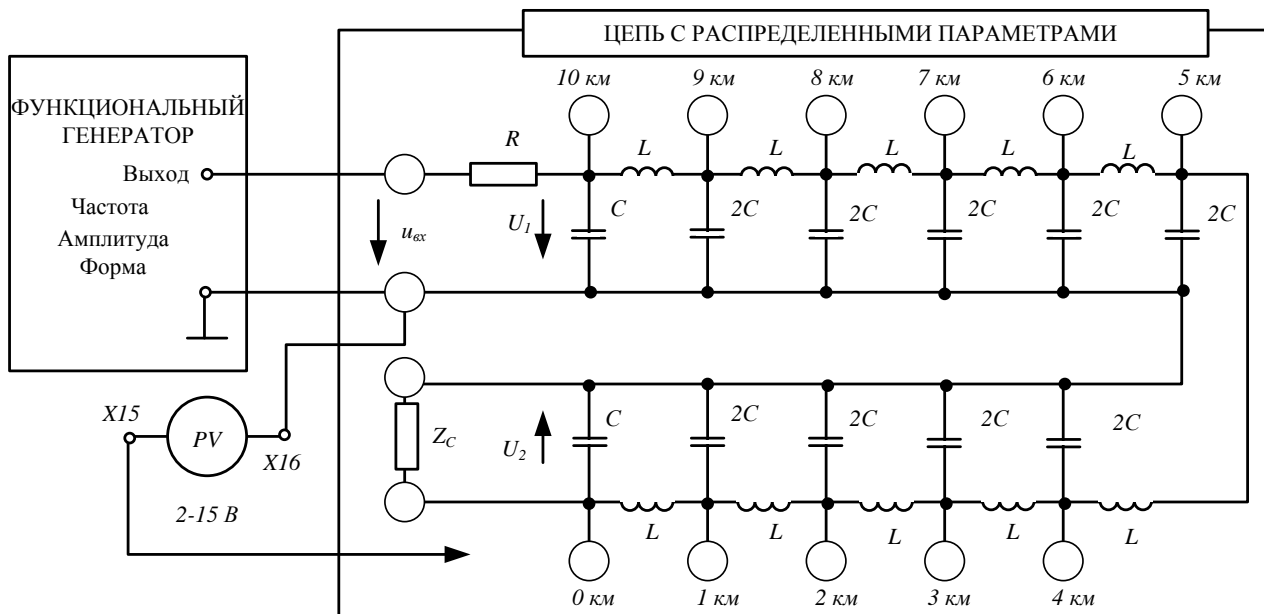 ЦЕПЬ С РАСПРЕДЕЛЕННЫМИ ПАРАМЕТРАМИ
ФУНКЦИОНАЛЬНЫЙ
ГЕНЕРАТОР
Выход
Частота
Амплитуда
Форма
10 км
9 км
8 км
7 км
6 км
5 км
R
L
L
L
L
L
uвх
U1
C
2C
2C
2C
2C
2C
X15
PV
X16
2-15 В
ZC
U2
C
2C
2C
2C
2C
L
L
L
L
L
0 км
1 км
2 км
3 км
4 км